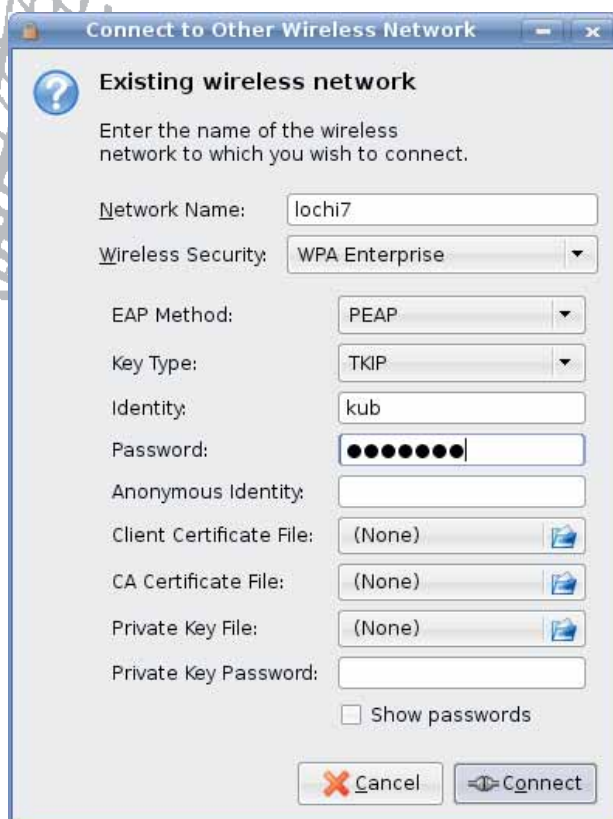 Connect to Other Wireless Network
Existing wireless network
Enter the name of the wireless
network to which you wish to connect.
Network Name: lochi7
Wireless Security: WPA Enterprise
EAP Method: PEAP
Key Type: TKIP
Identity: kub
Password: ●●●●●●●
Anonymous Identity:
Client Certificate File: (None)
CA Certificate File: (None)
Private Key File: (None)
Private Key Password:
Show passwords
Cancel Connect